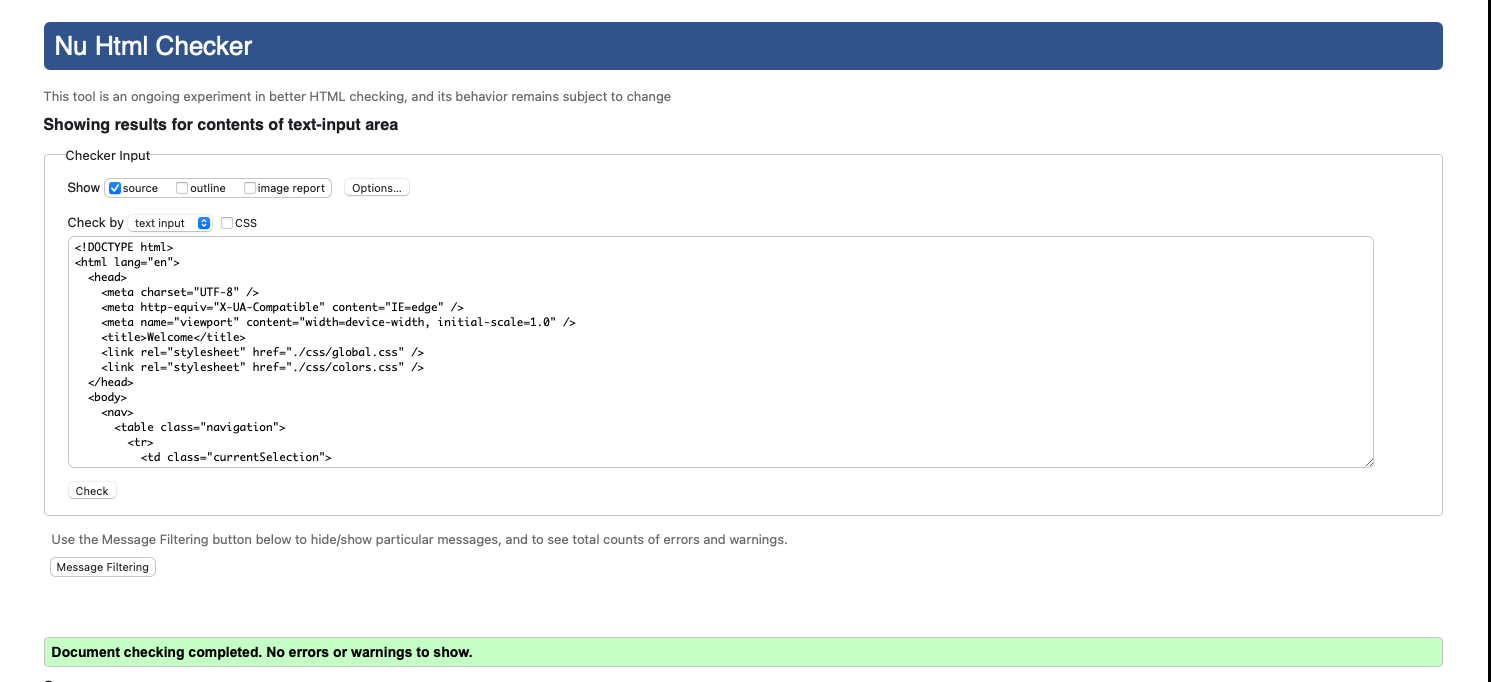 Nu Html Checker
This tool is an ongoing experiment in better HTML checking, and its behavior remains subject to change
Showing results for contents of text-input area
Checker Input
Show source outline image report Options...
Check by text input CSS
<!DOCTYPE html>
<html lang="en">
<head>
<meta charset="UTF-8" />
<meta http-equiv="X-UA-Compatible" content="IE=edge" />
<meta name="viewport" content="width=device-width, initial-scale=1.0" />
<title>Welcome</title>
<link rel="stylesheet" href="./css/global.css" />
<link rel="stylesheet" href="./css/colors.css" />
</head>
<body>
<nav>
<table class="navigation">
<tr>
<td class="currentSelection">
Check
Use the Message Filtering button below to hide/show particular messages, and to see total counts of errors and warnings.
Message Filtering
Document checking completed. No errors or warnings to show.